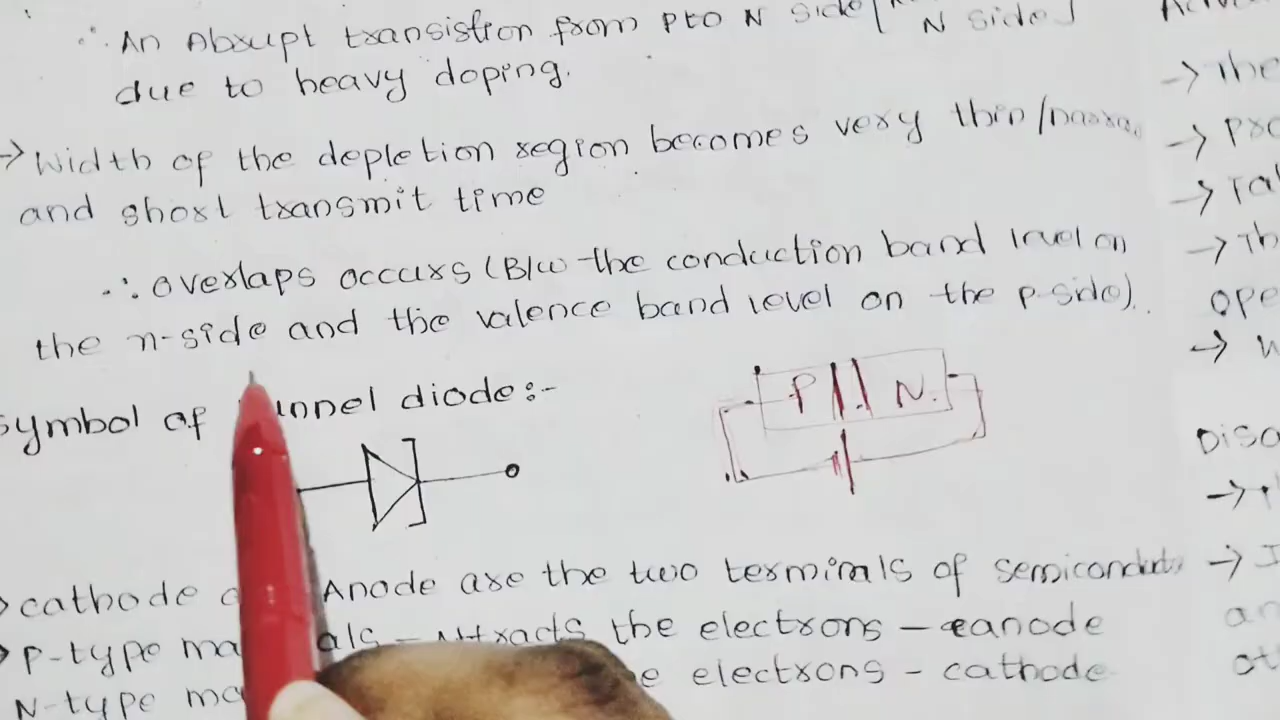 ∴ An Abrupt transistion from P to N side [
N side]
due to heavy doping.
→ Width of the depletion region becomes very thin/
and short transmit time
∴ overlaps occurs (B/w the conduction band level on
the n-side and the valence band level on the p-side).
symbol of diode:-
P N
→ cathode Anode are the two terminals of
→ P-type - Attracts the electrons - anode
N-type electrons - cathode
→ The
→
→
→ Th
→
→
→ I